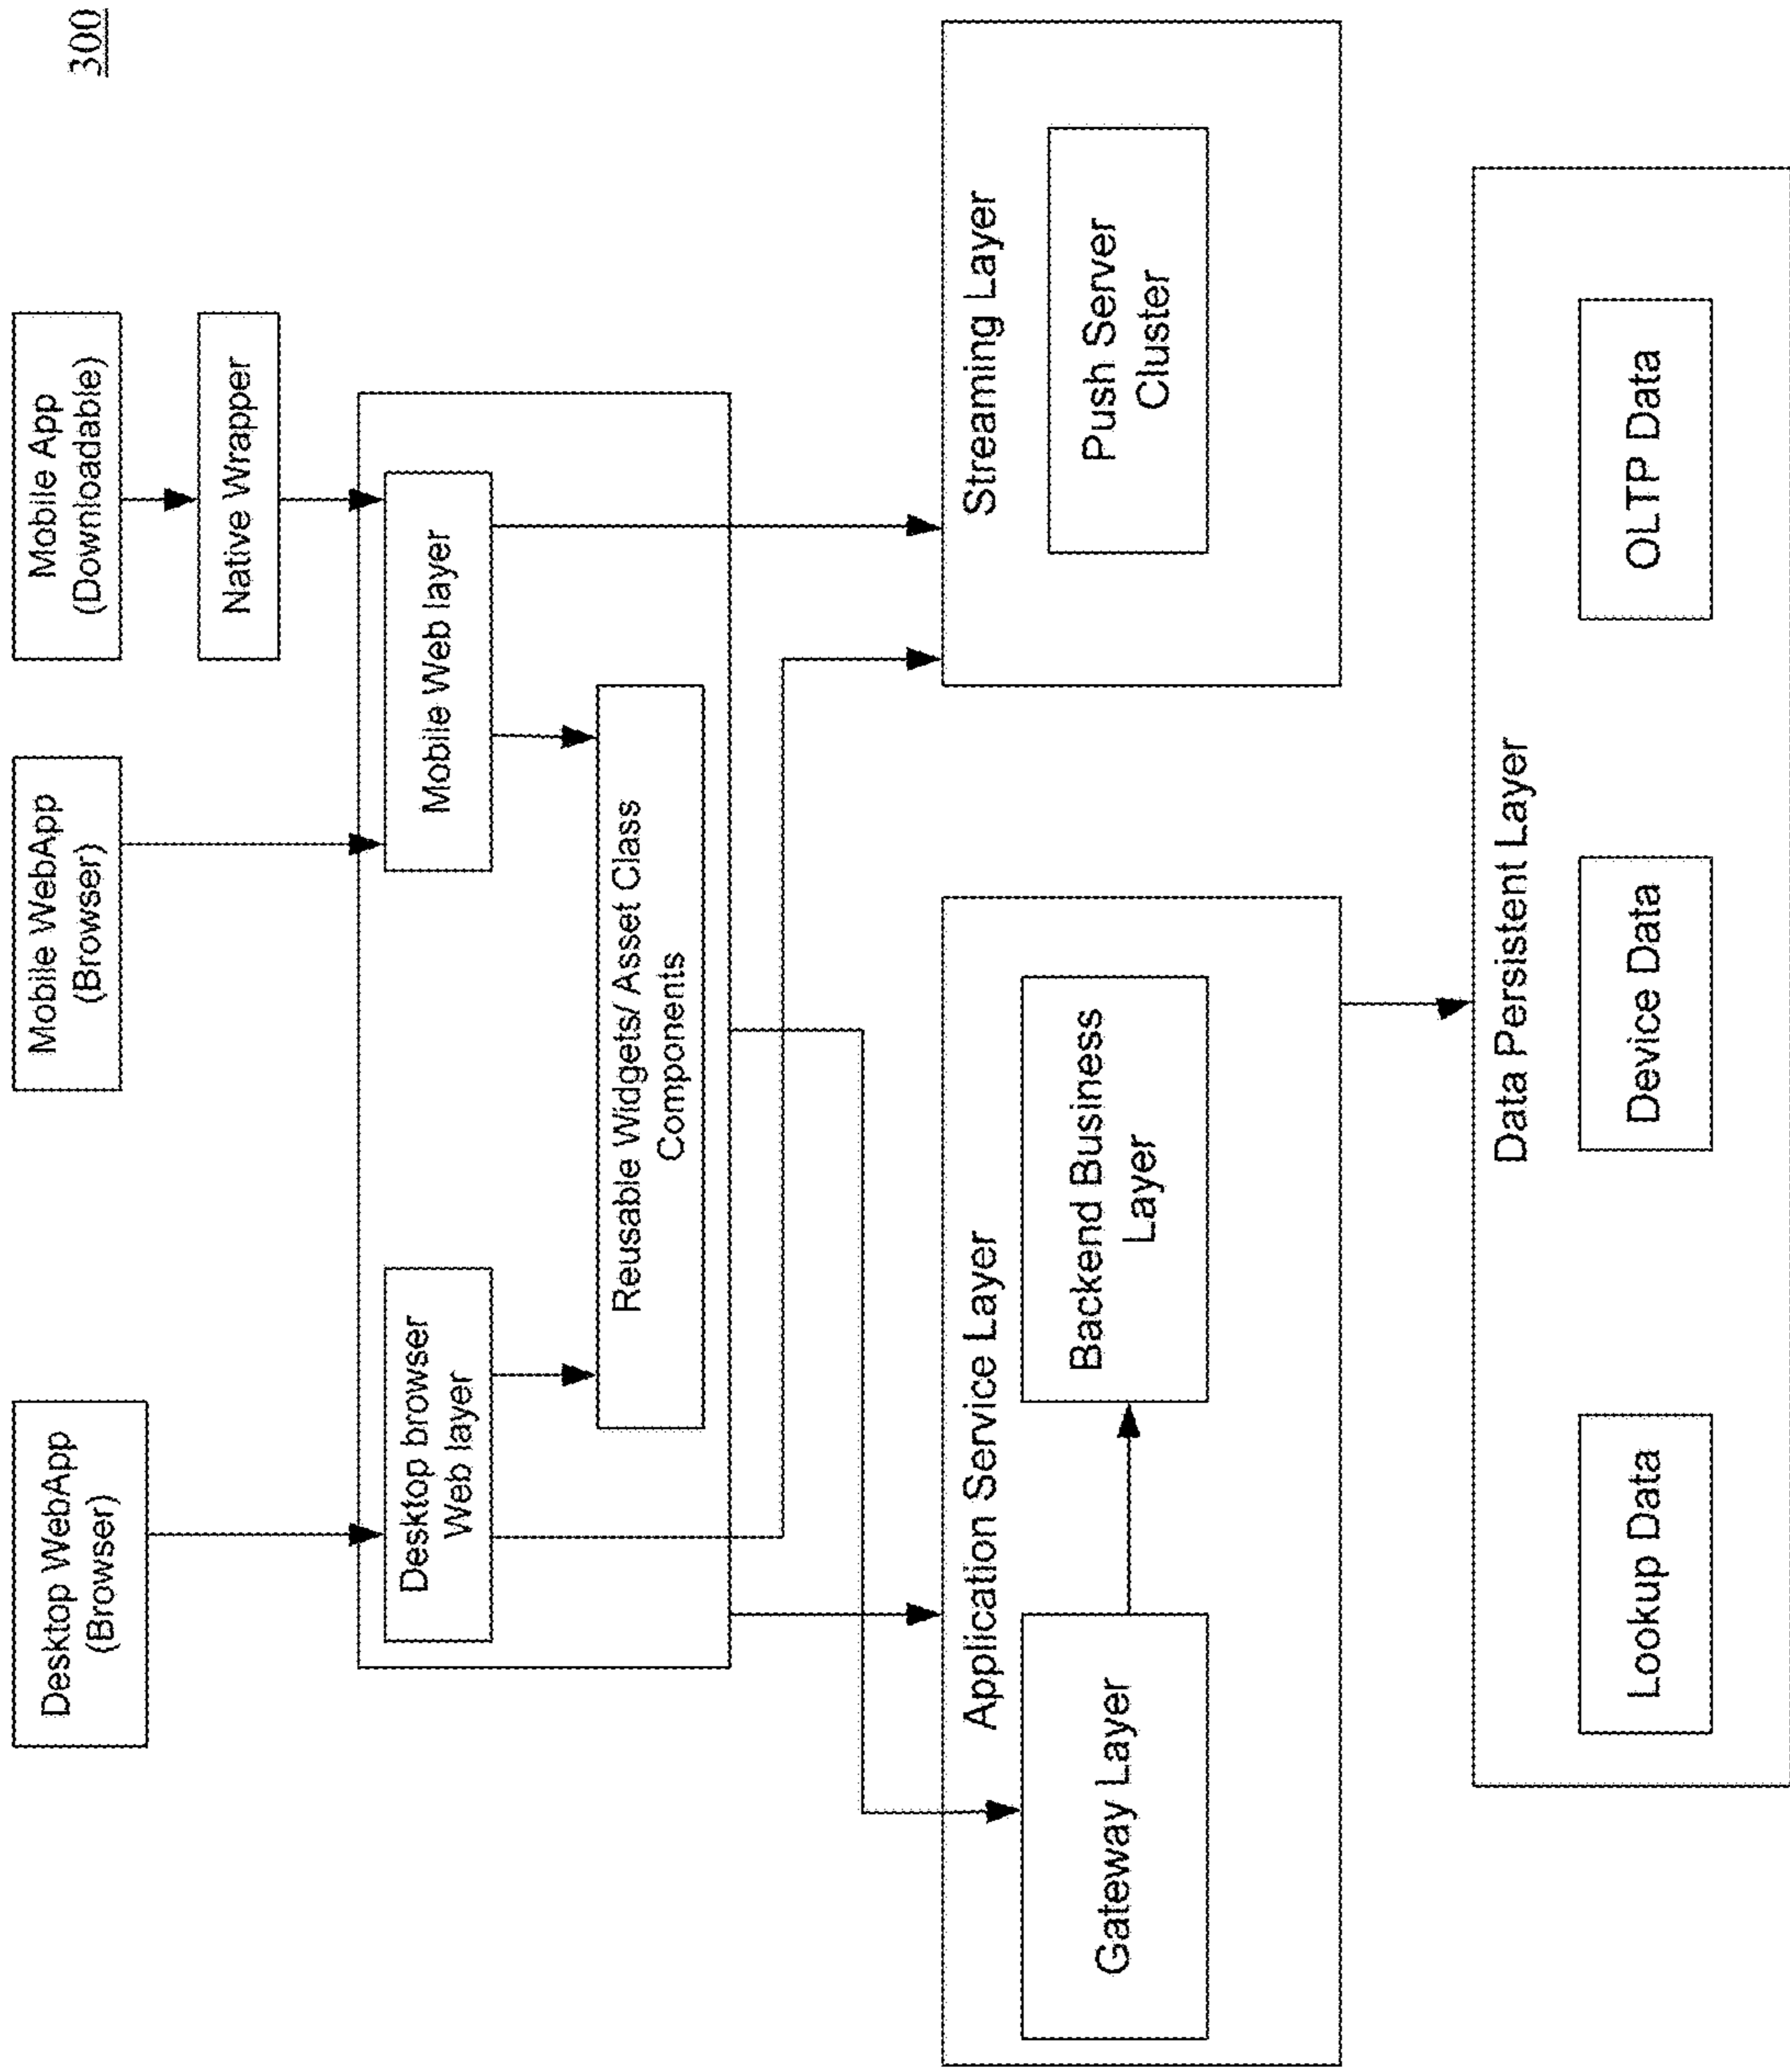 300
Desktop WebApp
(Browser)
Mobile WebApp
(Browser)
Mobile App
(Downloadable)
Native Wrapper
Desktop browser
Web layer
Mobile Web layer
Reusable Widgets/ Asset Class
Components
Application Service Layer
Gateway Layer
Backend Business
Layer
Streaming Layer
Push Server
Cluster
Data Persistent Layer
Lookup Data
Device Data
OLTP Data